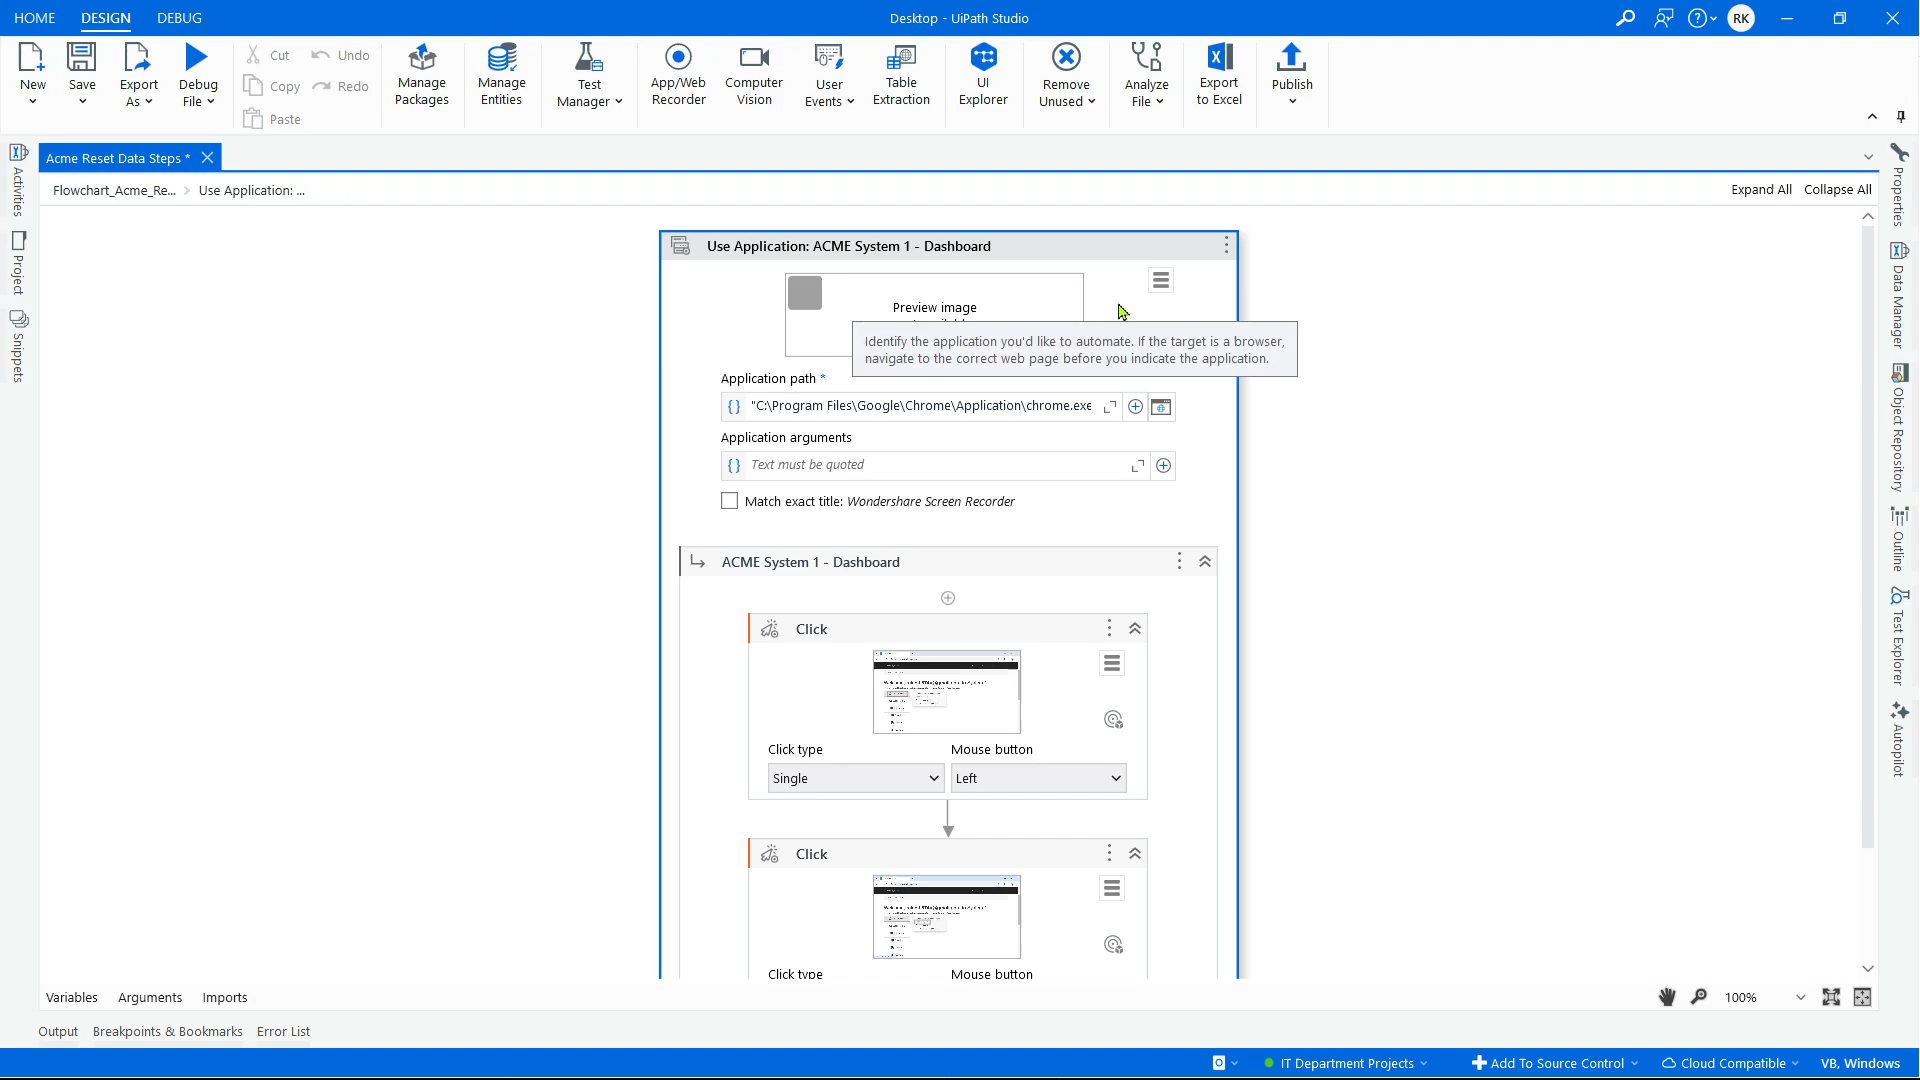 HOME DESIGN DEBUG Desktop - UiPath Studio RK
New Save Export As Debug File
Cut Undo
Copy Redo
Paste
Manage Packages
Manage Entities
Test Manager
App/Web Recorder
Computer Vision
User Events
Table Extraction
UI Explorer
Remove Unused
Analyze File
Export to Excel
Publish
Acme Reset Data Steps *
Flowchart_Acme_Re... Use Application: ... Expand All Collapse All
Activities
Project
Snippets
Use Application: ACME System 1 - Dashboard
Preview image
Identify the application you'd like to automate. If the target is a browser,
navigate to the correct web page before you indicate the application.
Application path *
{} "C:\Program Files\Google\Chrome\Application\chrome.exe
Application arguments
{} Text must be quoted
Match exact title: Wondershare Screen Recorder
ACME System 1 - Dashboard
Click
Click type Mouse button
Single Left
Click
Click type Mouse button
Properties
Data Manager
Object Repository
Outline
Test Explorer
Autopilot
Variables Arguments Imports 100%
Output Breakpoints & Bookmarks Error List
IT Department Projects Add To Source Control Cloud Compatible VB, Windows